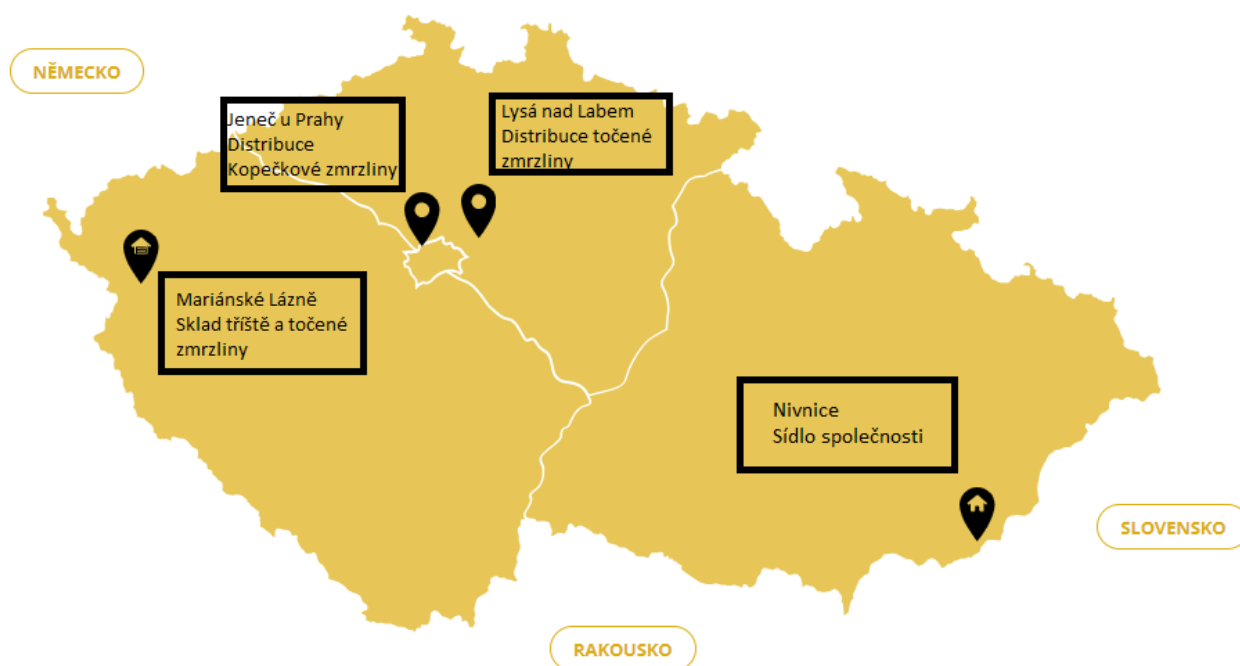 NĚMECKO
Jeneč u Prahy
Distribuce
Kopečkové zmrzliny
Lysá nad Labem
Distribuce točené
zmrzliny
Mariánské Lázně
Sklad tříště a točené
zmrzliny
Nivnice
Sídlo společnosti
SLOVENSKO
RAKOUSKO